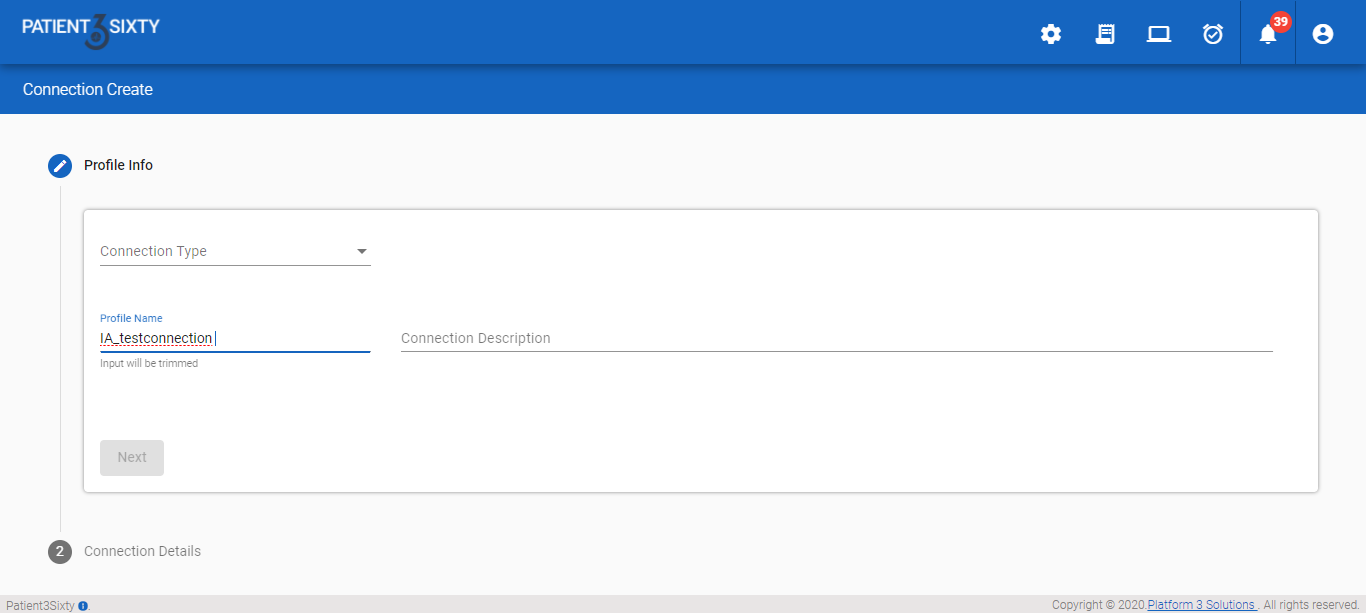 PATIENT3SIXTY
39
Connection Create
Profile Info
Connection Type
Profile Name
IA_testconnection
Connection Description
Input will be trimmed
Next
2 Connection Details
Patient3Sixty
Copyright © 2020.Platform 3 Solutions . All rights reserved.